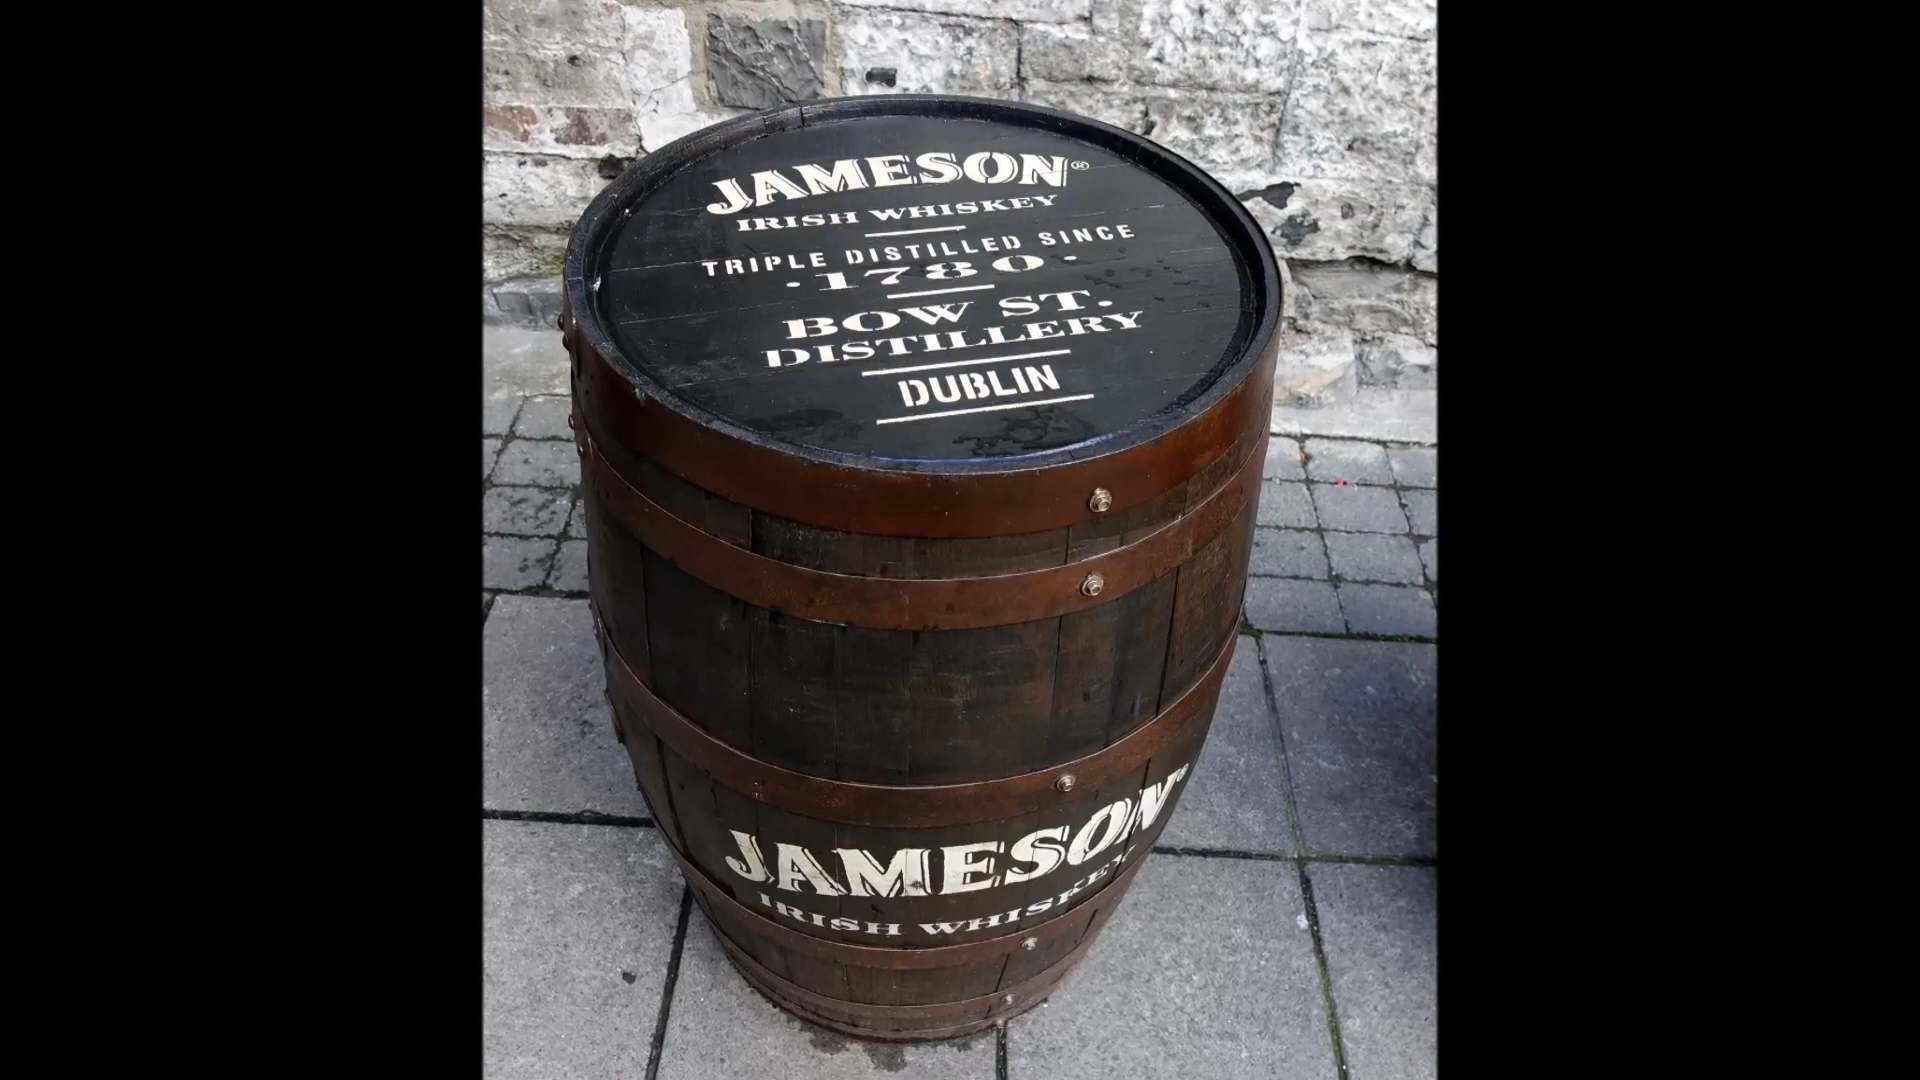 JAMESON®
IRISH WHISKEY
TRIPLE DISTILLED SINCE
·1780·
BOW ST.
DISTILLERY
DUBLIN
JAMESON®
IRISH WHISKEY